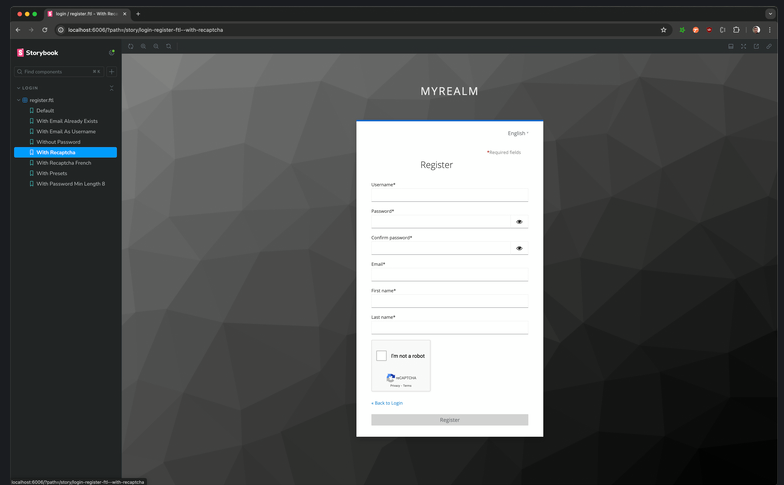 login / register.ftl - With Rec
localhost:6006/?path=/story/login-register-ftl--with-recaptcha
Storybook
Find components
⌘ K
LOGIN
register.ftl
Default
With Email Already Exists
With Email As Username
Without Password
With Recaptcha
With Recaptcha French
With Presets
With Password Min Length 8
MYREALM
English
*Required fields
Register
Username*
Password*
Confirm password*
Email*
First name*
Last name*
I'm not a robot
reCAPTCHA
Privacy - Terms
« Back to Login
Register
localhost:6006/?path=/story/login-register-ftl--with-recaptcha